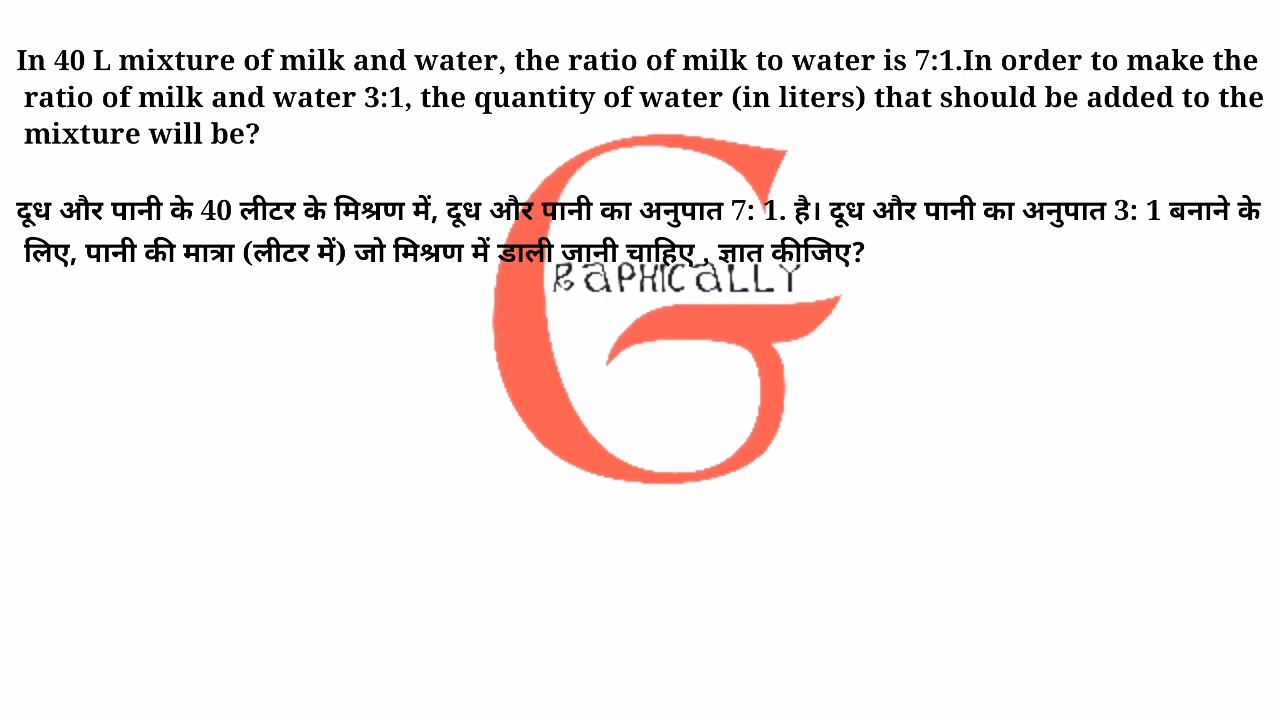 In 40 L mixture of milk and water, the ratio of milk to water is 7:1.In order to make the
ratio of milk and water 3:1, the quantity of water (in liters) that should be added to the
mixture will be?
दूध और पानी के 40 लीटर के मिश्रण में, दूध और पानी का अनुपात 7: 1. है। दूध और पानी का अनुपात 3: 1 बनाने के
लिए, पानी की मात्रा (लीटर में) जो मिश्रण में डाली जानी चाहिए , ज्ञात कीजिए?
GRAPHICALLY